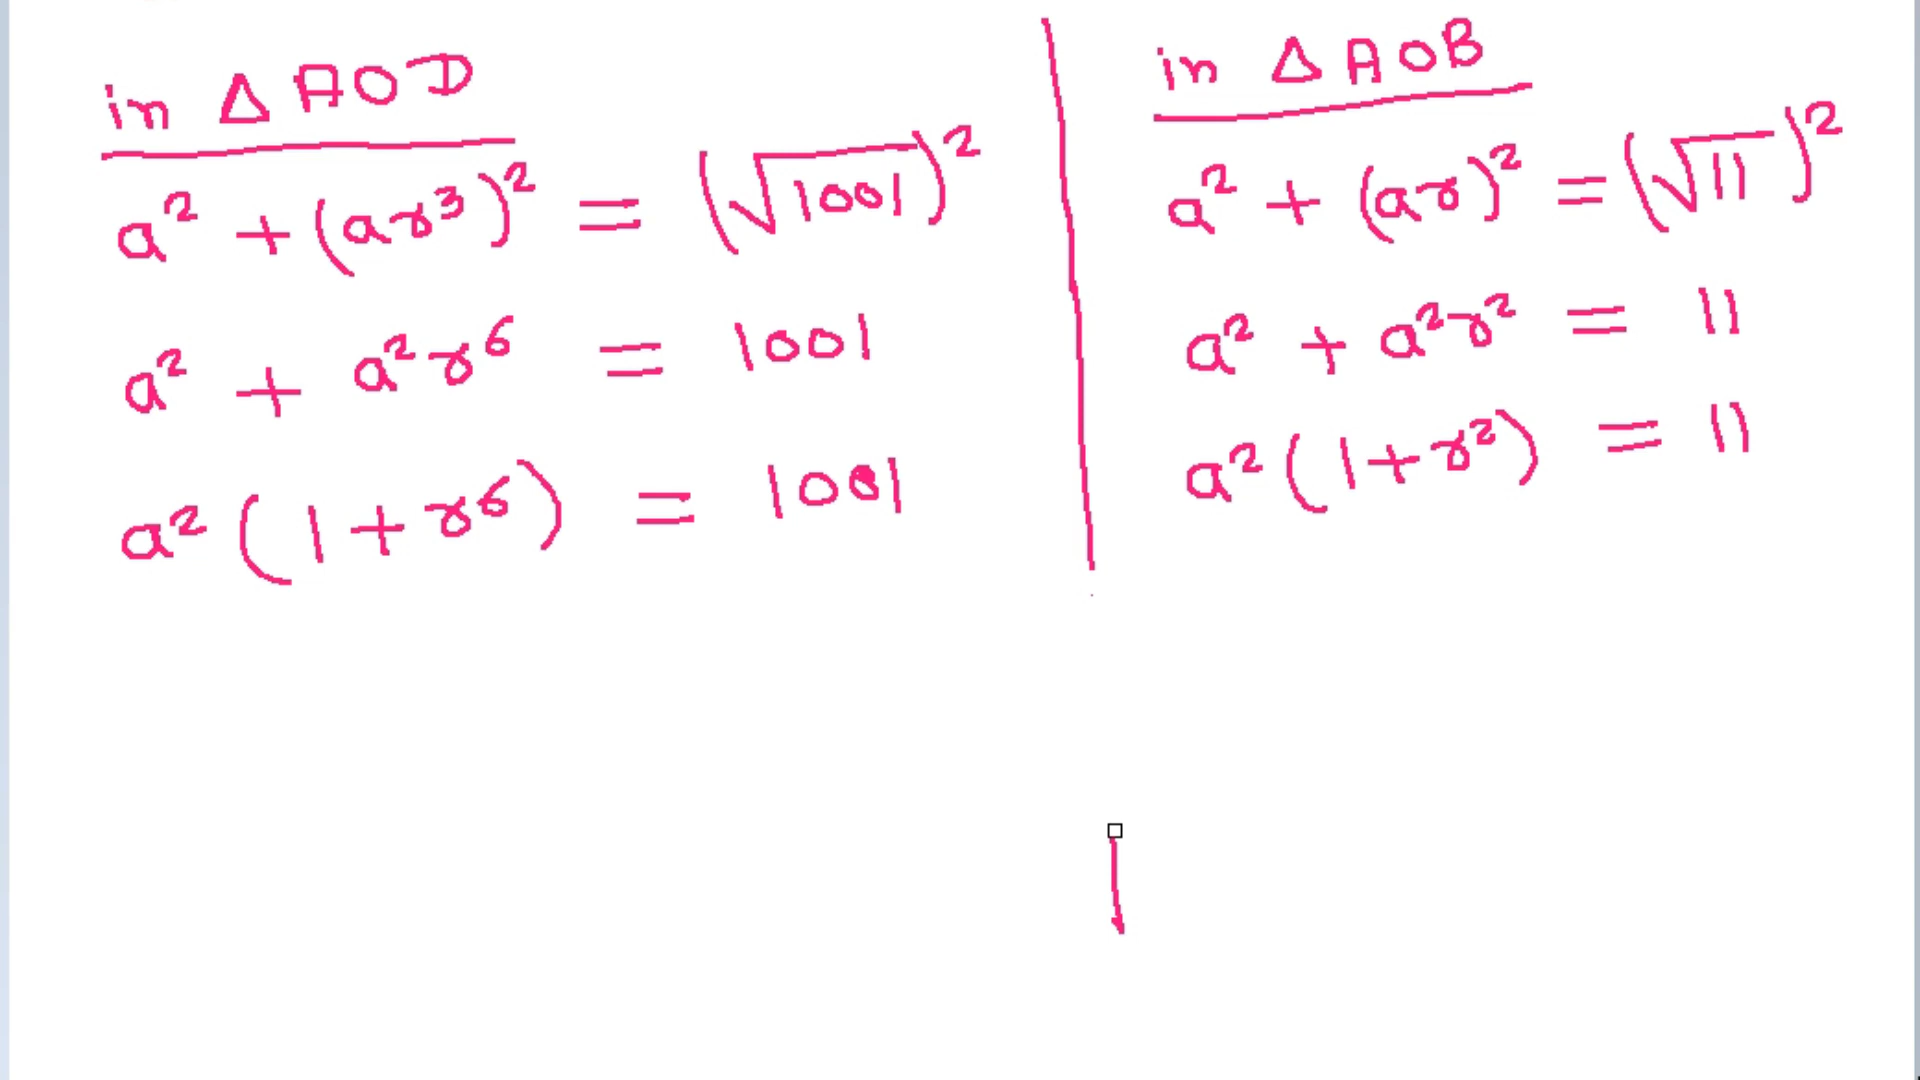 in △ AOD
a² + (ar³)² = (√1001)²
a² + a²r⁶ = 1001
a² (1 + r⁶) = 1001
in △ AOB
a² + (ar)² = (√11)²
a² + a²r² = 11
a² (1 + r²) = 11